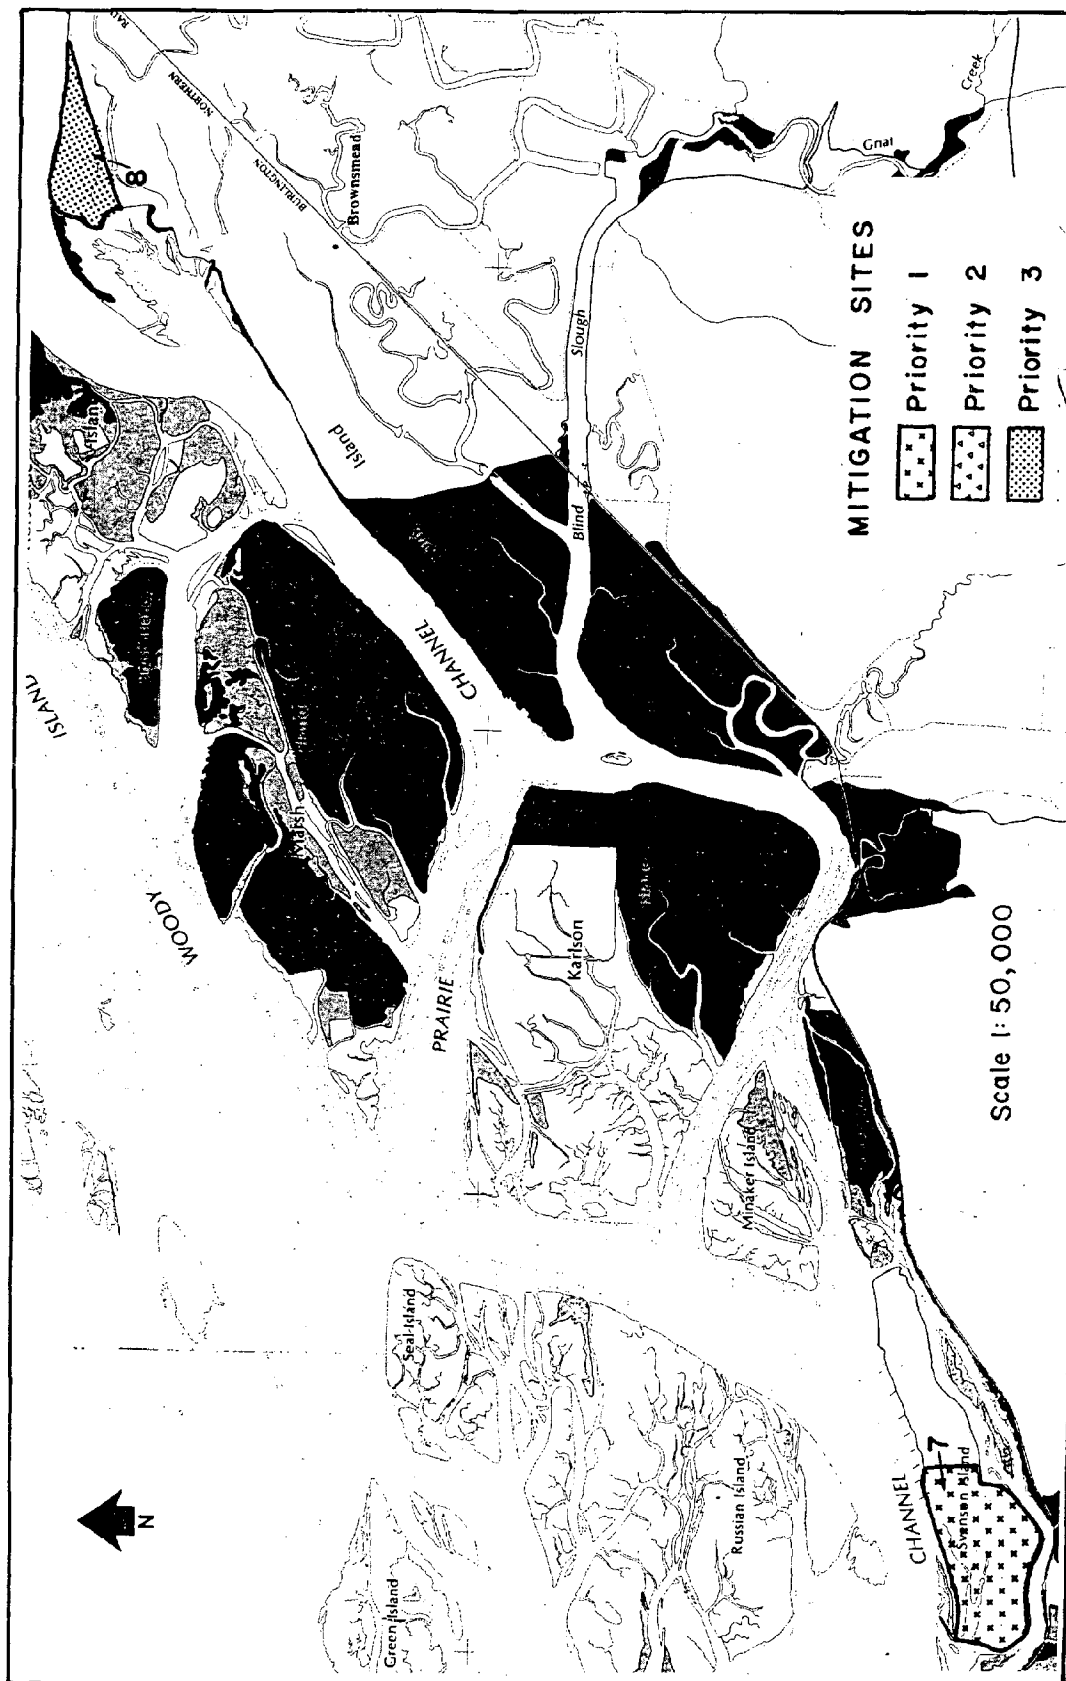 RAD
NORTHERN
BURLINGTON
8
Brownsmead
Creek
Gnat
Slough
Blind
Island
Island
ISLAND
CHANNEL
Marsh
WOODY
PRAIRIE
Karlson
Minaker Island
Seal Island
Green Island
Russian Island
CHANNEL
7
Svensen Island
N
MITIGATION SITES
Priority 1
Priority 2
Priority 3
Scale 1:50,000